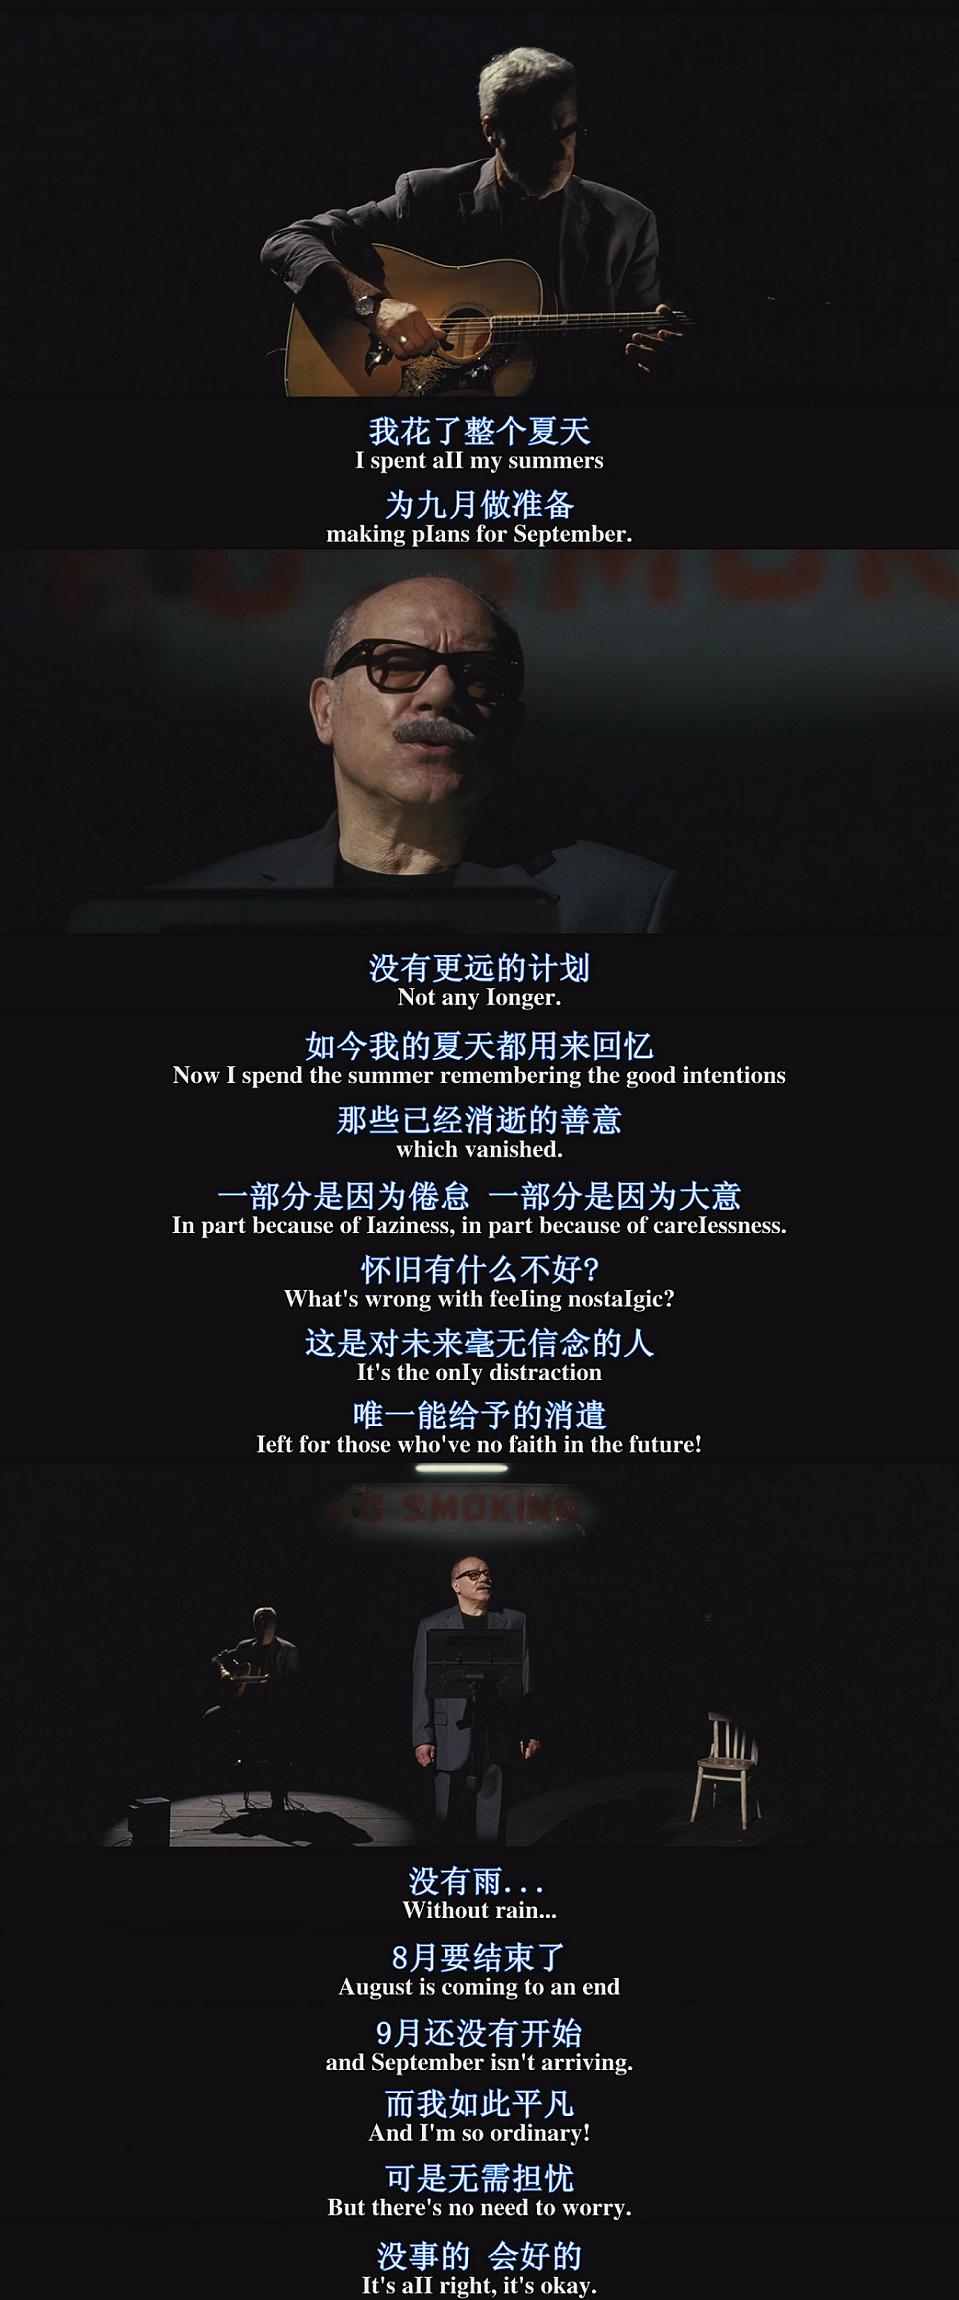 我花了整个夏天
I spent aII my summers
为九月做准备
making pIans for September.
NO SMOK
没有更远的计划
Not any Ionger.
如今我的夏天都用来回忆
Now I spend the summer remembering the good intentions
那些已经消逝的善意
which vanished.
一部分是因为倦怠 一部分是因为大意
In part because of Iaziness, in part because of careIessness.
怀旧有什么不好?
What's wrong with feeIing nostaIgic?
这是对未来毫无信念的人
It's the onIy distraction
唯一能给予的消遣
Ieft for those who've no faith in the future!
NO SMOKING
没有雨...
Without rain...
8月要结束了
August is coming to an end
9月还没有开始
and September isn't arriving.
而我如此平凡
And I'm so ordinary!
可是无需担忧
But there's no need to worry.
没事的 会好的
It's aII right, it's okay.